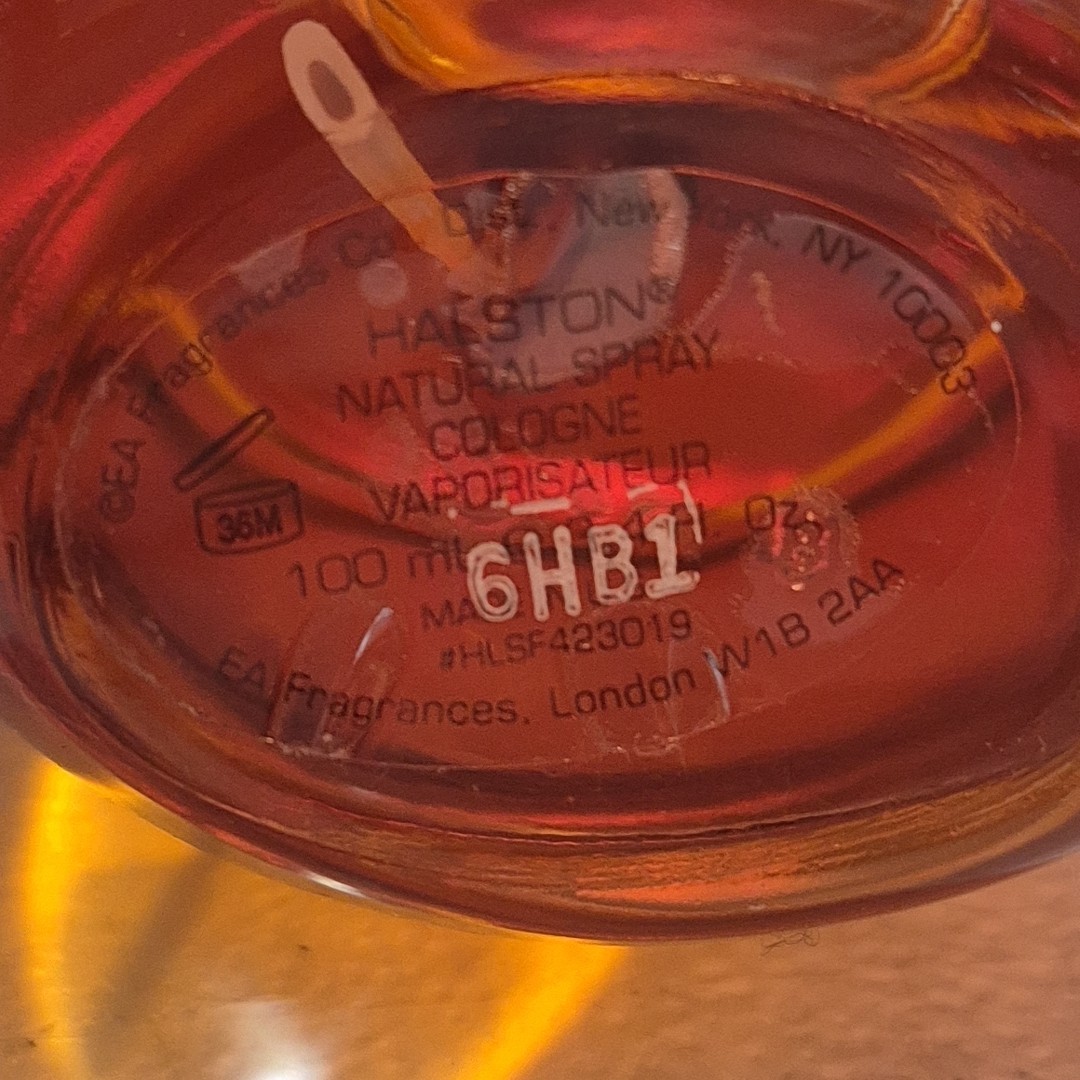 ©EA Fragrances Co., Dist., New York, NY 10003
HALSTON®
NATURAL SPRAY
COLOGNE
VAPORISATEUR
36M
100 mL Oz.
6HB1
#HLSF423019
EA Fragrances, London W1B 2AA